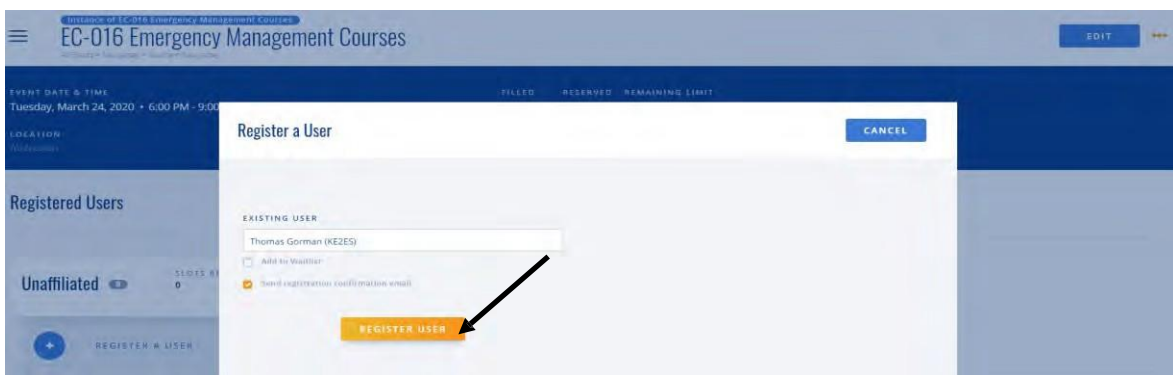 Instance of EC-016 Emergency Management Courses
EC-016 Emergency Management Courses
EDIT
EVENT DATE & TIME
FILLED RESERVED REMAINING LIMIT
Tuesday, March 24, 2020 • 6:00 PM - 9:00
LOCATION
Register a User
CANCEL
Registered Users
EXISTING USER
Thomas Gorman (KE2ES)
Add to Waitlist
Send registration confirmation email
Unaffiliated
SLOTS
0
REGISTER USER
REGISTER A USER